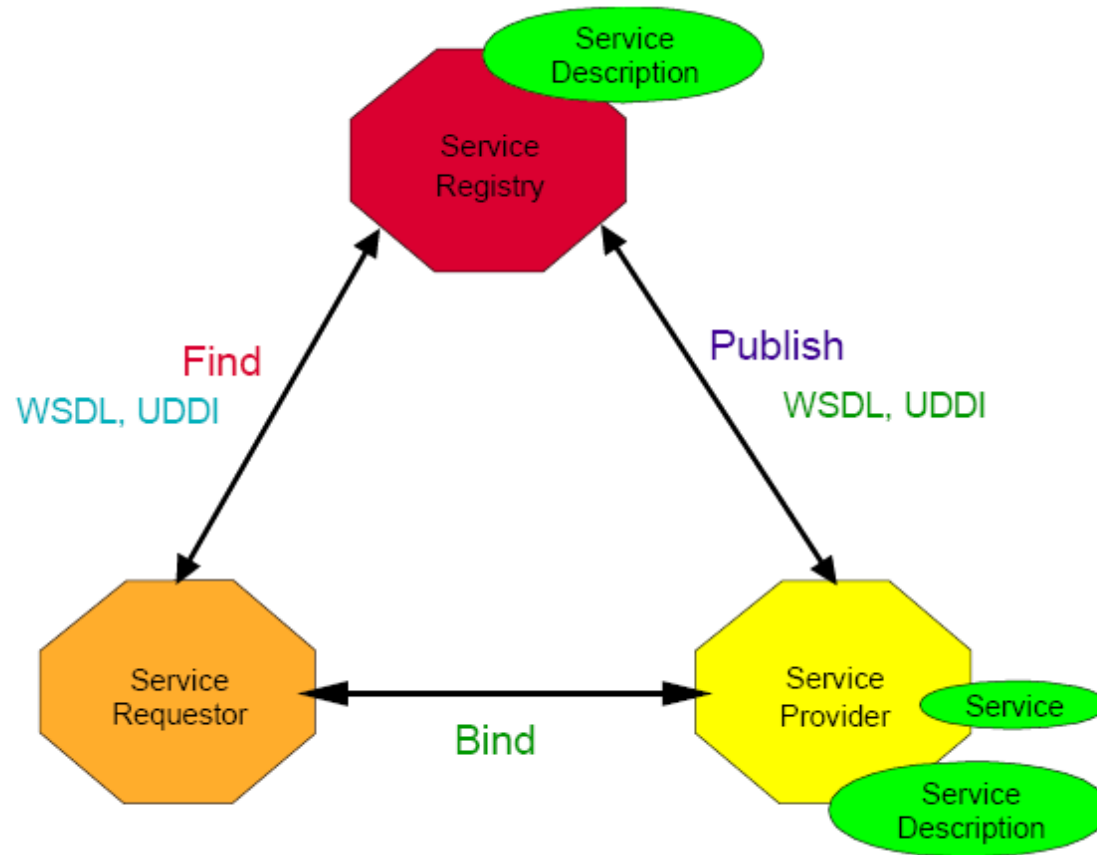 Service
Description
Service
Registry
Find
Publish
WSDL, UDDI
WSDL, UDDI
Service
Requestor
Service
Provider
Service
Bind
Service
Description